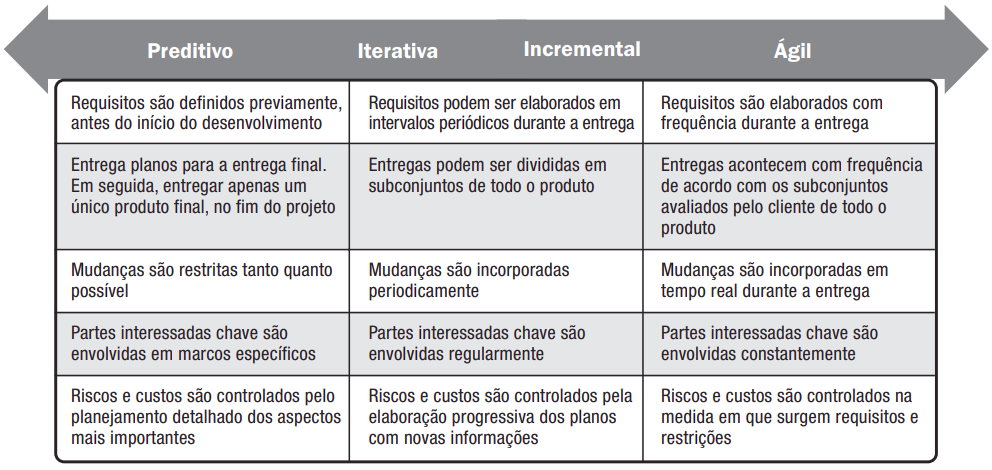 Preditivo Iterativa Incremental Ágil
Requisitos são definidos previamente,
antes do início do desenvolvimento
Requisitos podem ser elaborados em
intervalos periódicos durante a entrega
Requisitos são elaborados com
frequência durante a entrega
Entrega planos para a entrega final.
Em seguida, entregar apenas um
único produto final, no fim do projeto
Entregas podem ser divididas em
subconjuntos de todo o produto
Entregas acontecem com frequência
de acordo com os subconjuntos
avaliados pelo cliente de todo o
produto
Mudanças são restritas tanto quanto
possível
Mudanças são incorporadas
periodicamente
Mudanças são incorporadas em
tempo real durante a entrega
Partes interessadas chave são
envolvidas em marcos específicos
Partes interessadas chave são
envolvidas regularmente
Partes interessadas chave são
envolvidas constantemente
Riscos e custos são controlados pelo
planejamento detalhado dos aspectos
mais importantes
Riscos e custos são controlados pela
elaboração progressiva dos planos
com novas informações
Riscos e custos são controlados na
medida em que surgem requisitos e
restrições